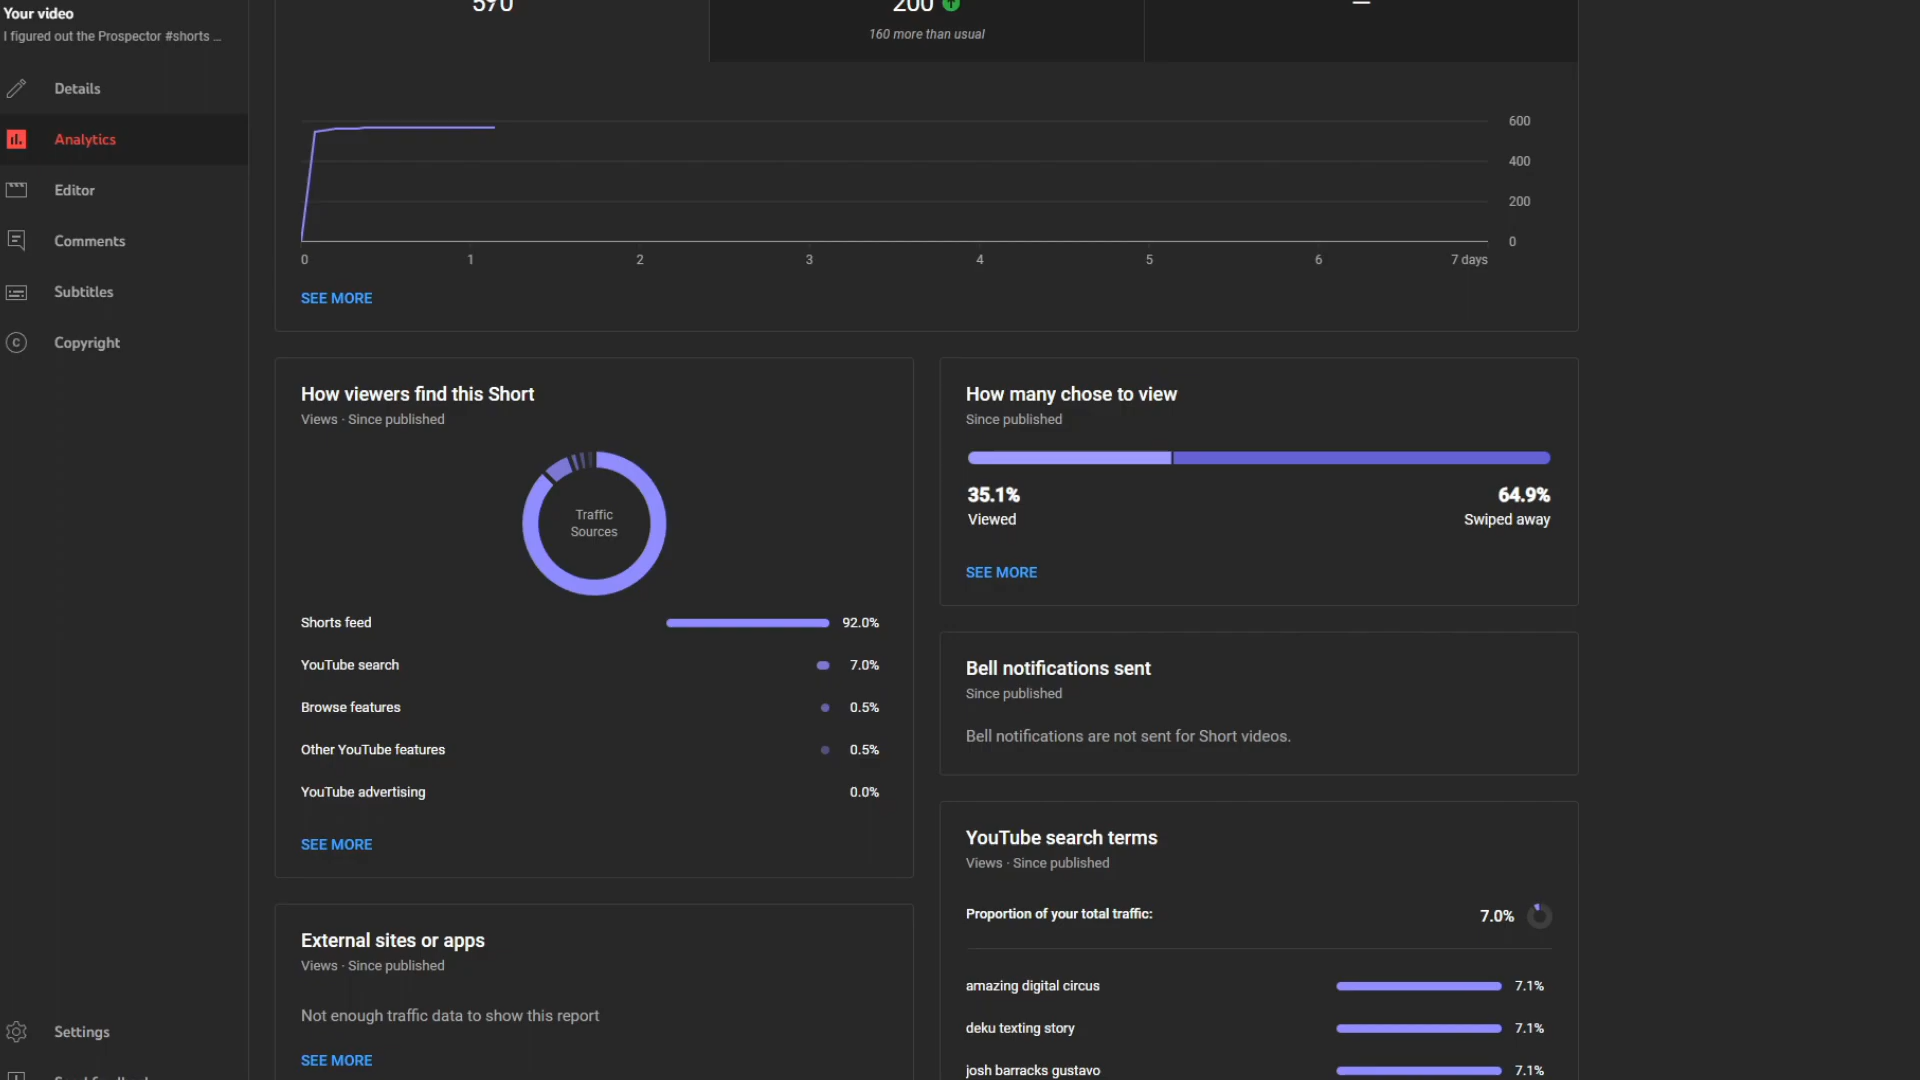 Your video
I figured out the Prospector #shorts ...
Details
Analytics
Editor
Comments
Subtitles
Copyright
Settings
570
200
160 more than usual
—
600
400
200
0
0 1 2 3 4 5 6 7 days
SEE MORE
How viewers find this Short
Views · Since published
Traffic
Sources
Shorts feed 92.0%
YouTube search 7.0%
Browse features 0.5%
Other YouTube features 0.5%
YouTube advertising 0.0%
SEE MORE
External sites or apps
Views · Since published
Not enough traffic data to show this report
SEE MORE
How many chose to view
Since published
35.1% 64.9%
Viewed Swiped away
SEE MORE
Bell notifications sent
Since published
Bell notifications are not sent for Short videos.
YouTube search terms
Views · Since published
Proportion of your total traffic: 7.0%
amazing digital circus 7.1%
deku texting story 7.1%
josh barracks gustavo 7.1%